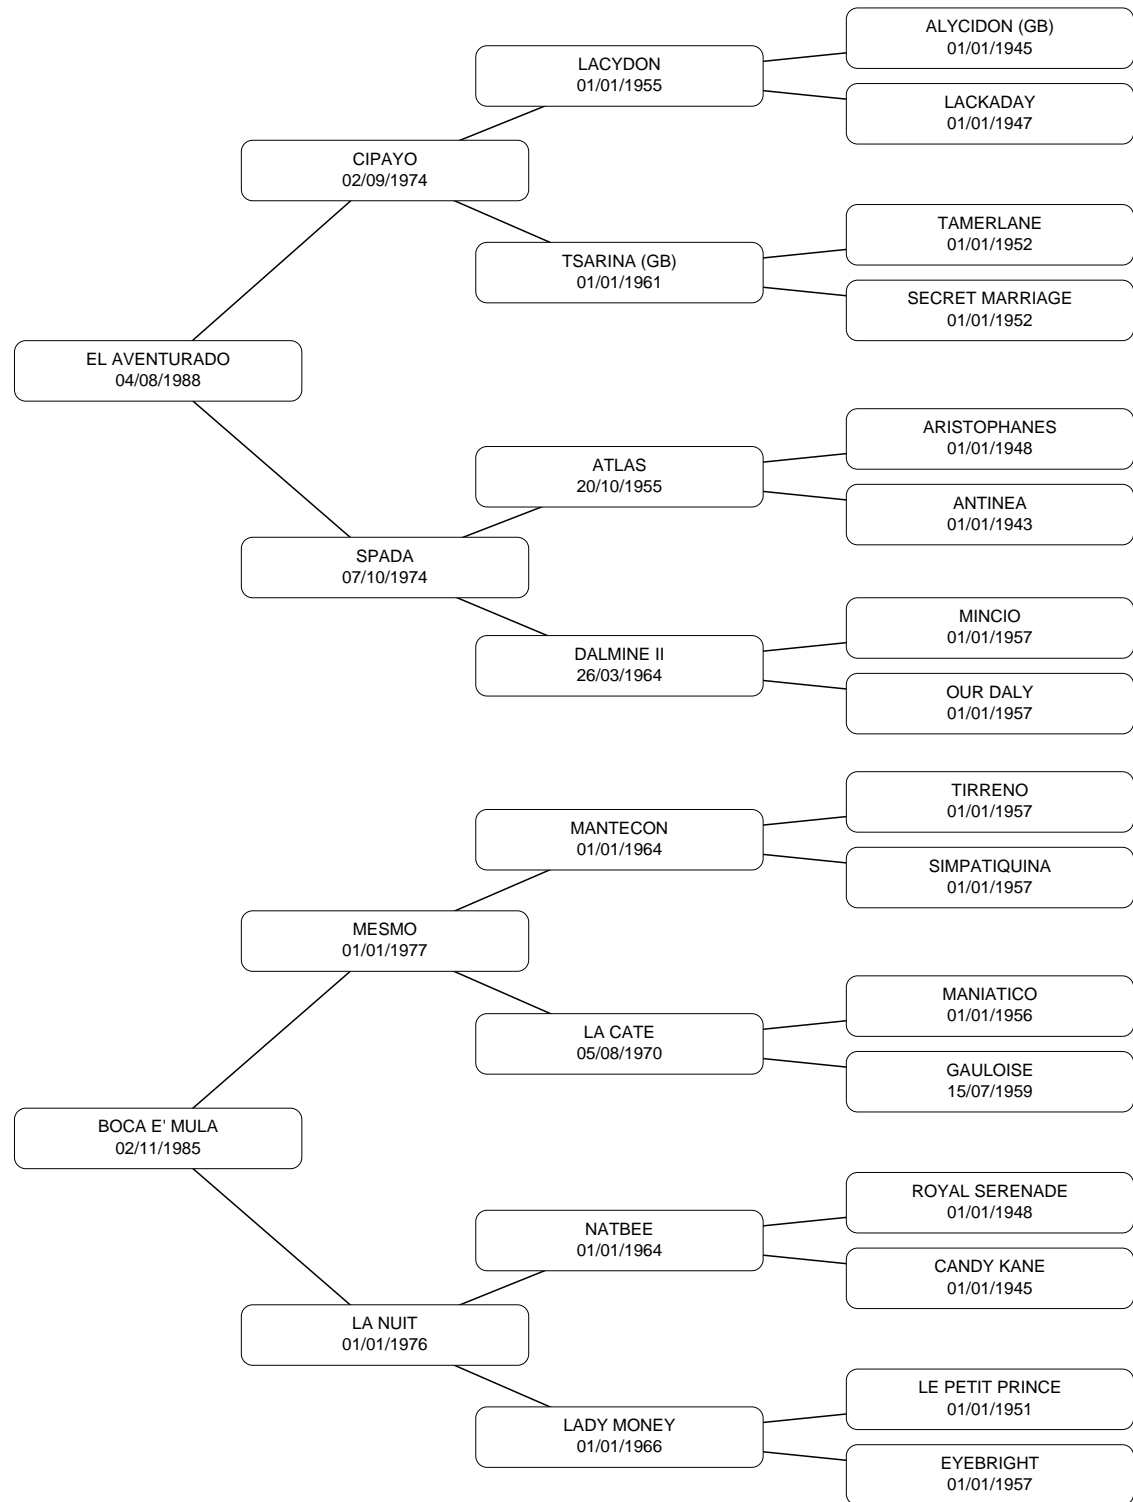 ALYCIDON (GB)
01/01/1945
LACYDON
01/01/1955
LACKADAY
01/01/1947
CIPAYO
02/09/1974
TAMERLANE
01/01/1952
TSARINA (GB)
01/01/1961
SECRET MARRIAGE
01/01/1952
EL AVENTURADO
04/08/1988
ARISTOPHANES
01/01/1948
ATLAS
20/10/1955
ANTINEA
01/01/1943
SPADA
07/10/1974
MINCIO
01/01/1957
DALMINE II
26/03/1964
OUR DALY
01/01/1957
TIRRENO
01/01/1957
MANTECON
01/01/1964
SIMPATIQUINA
01/01/1957
MESMO
01/01/1977
MANIATICO
01/01/1956
LA CATE
05/08/1970
GAULOISE
15/07/1959
BOCA E' MULA
02/11/1985
ROYAL SERENADE
01/01/1948
NATBEE
01/01/1964
CANDY KANE
01/01/1945
LA NUIT
01/01/1976
LE PETIT PRINCE
01/01/1951
LADY MONEY
01/01/1966
EYEBRIGHT
01/01/1957